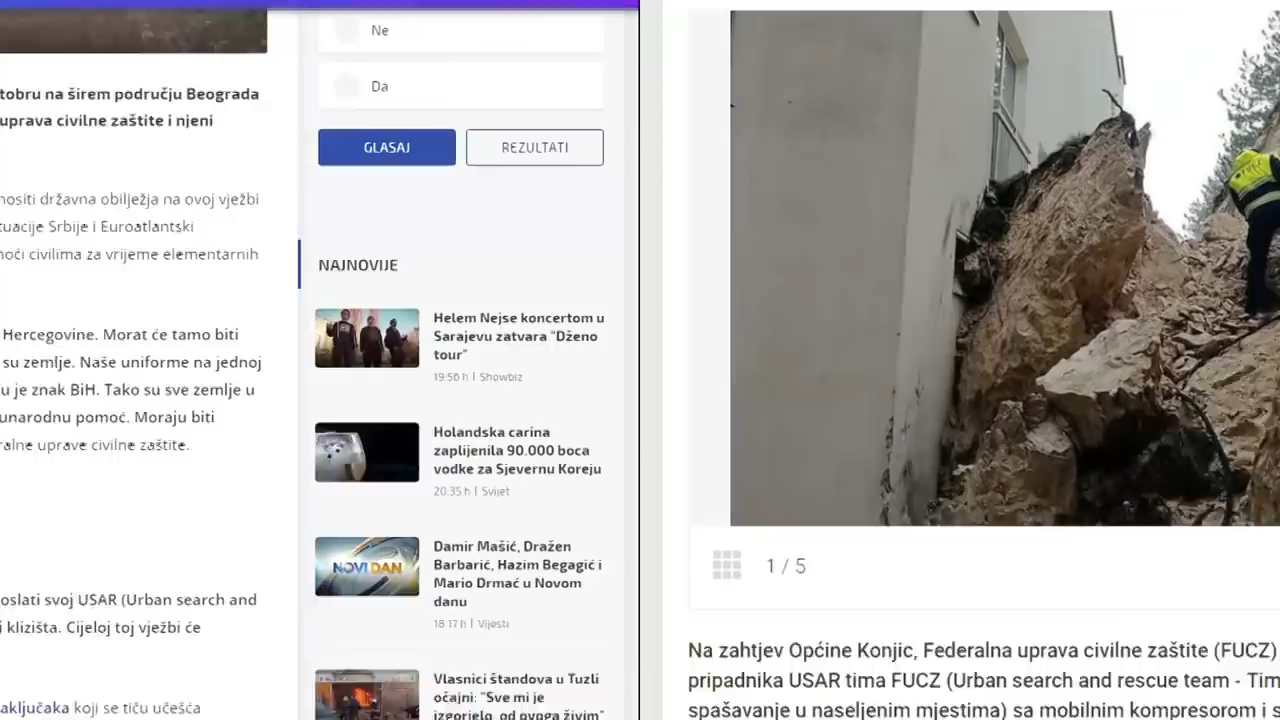 Ne
Da
GLASAJ
REZULTATI
tobru na širem području Beograda
uprava civilne zaštite i njeni
nositi državna obilježja na ovoj vježbi
tuacije Srbije i Euroatlantski
noći civilima za vrijeme elementarnih
Hercegovine. Morat će tamo biti
su zemlje. Naše uniforme na jednoj
u je znak BiH. Tako su sve zemlje u
unarodnu pomoć. Moraju biti
ralne uprave civilne zaštite.
oslati svoj USAR (Urban search and
j klizišta. Cijeloj toj vježbi će
aključaka koji se tiču učešća
NAJNOVIJE
Helem Nejse koncertom u
Sarajevu zatvara "Dženo
tour"
19:56 h | Showbiz
Holandska carina
zaplijenila 90.000 boca
vodke za Sjevernu Koreju
20:35 h | Svijet
NOVI DAN
Damir Mašić, Dražen
Barbarić, Hazim Begagić i
Mario Drmać u Novom
danu
18:17 h | Vijesti
Vlasnici štandova u Tuzli
očajni: "Sve mi je
izgorjelo, od ovoga živim"
1 / 5
Na zahtjev Općine Konjic, Federalna uprava civilne zaštite (FUCZ)
pripadnika USAR tima FUCZ (Urban search and rescue team - Tim
spašavanje u naseljenim mjestima) sa mobilnim kompresorom i s